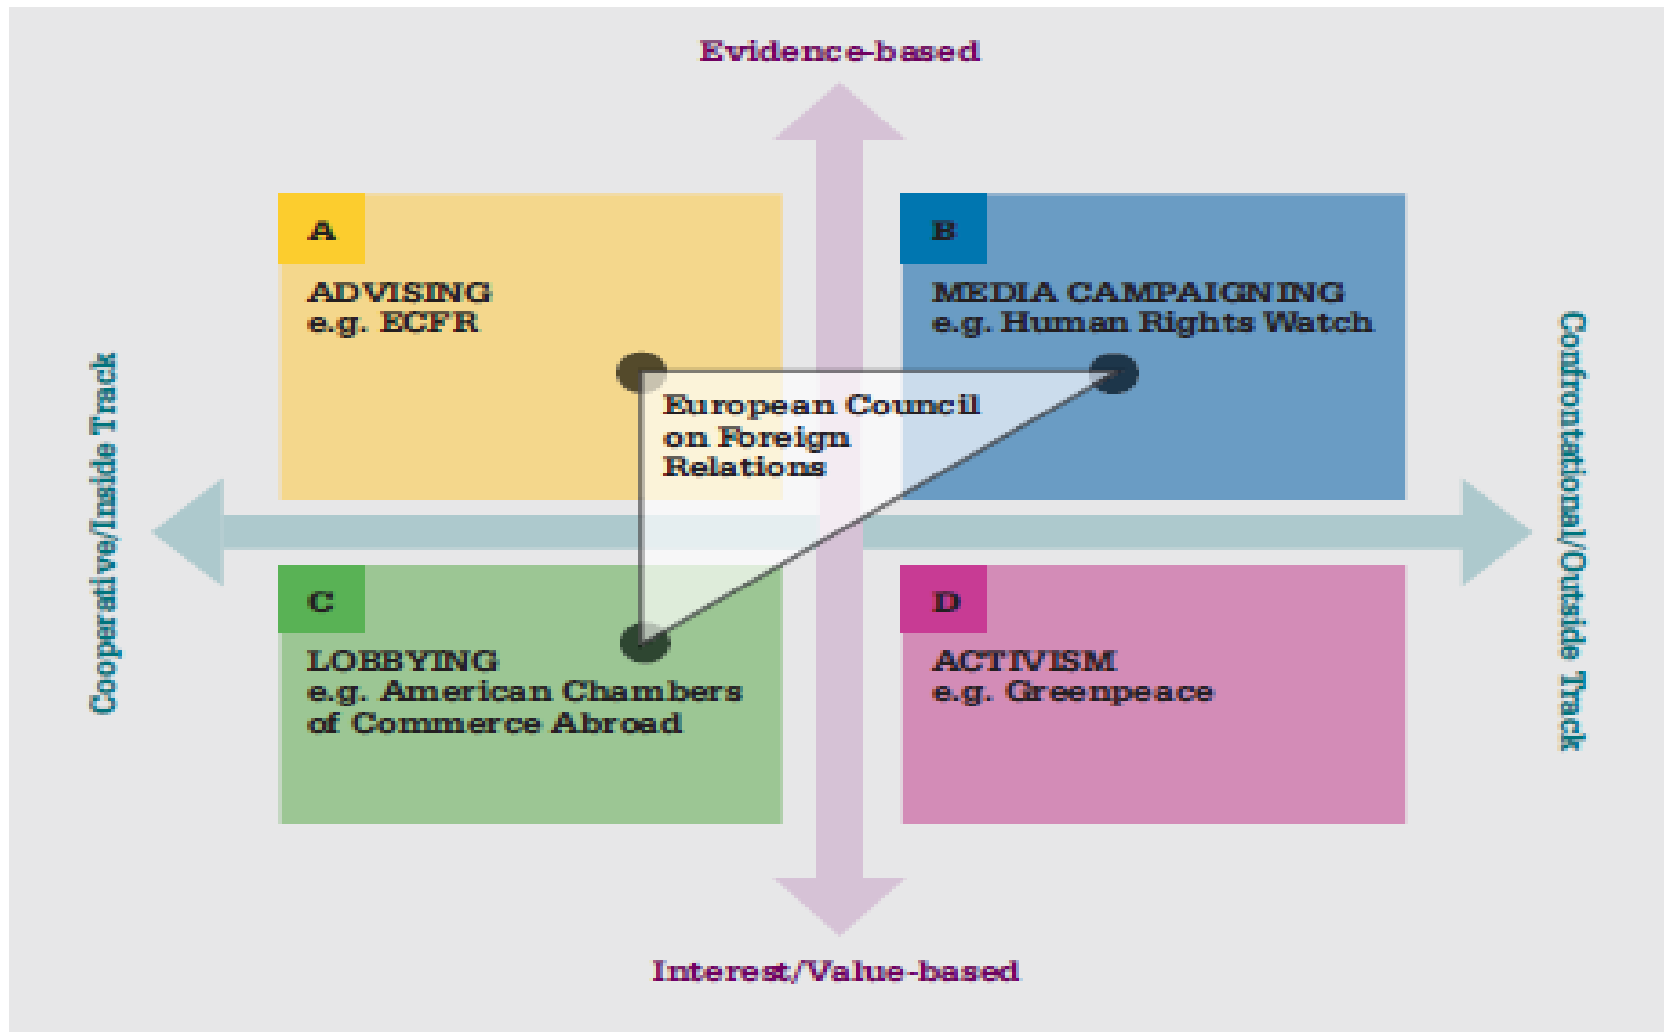 Evidence-based
A
ADVISING
e.g. ECFR
B
MEDIA CAMPAIGNING
e.g. Human Rights Watch
European Council
on Foreign
Relations
Cooperative/Inside Track
Confrontational/Outside Track
C
LOBBYING
e.g. American Chambers
of Commerce Abroad
D
ACTIVISM
e.g. Greenpeace
Interest/Value-based